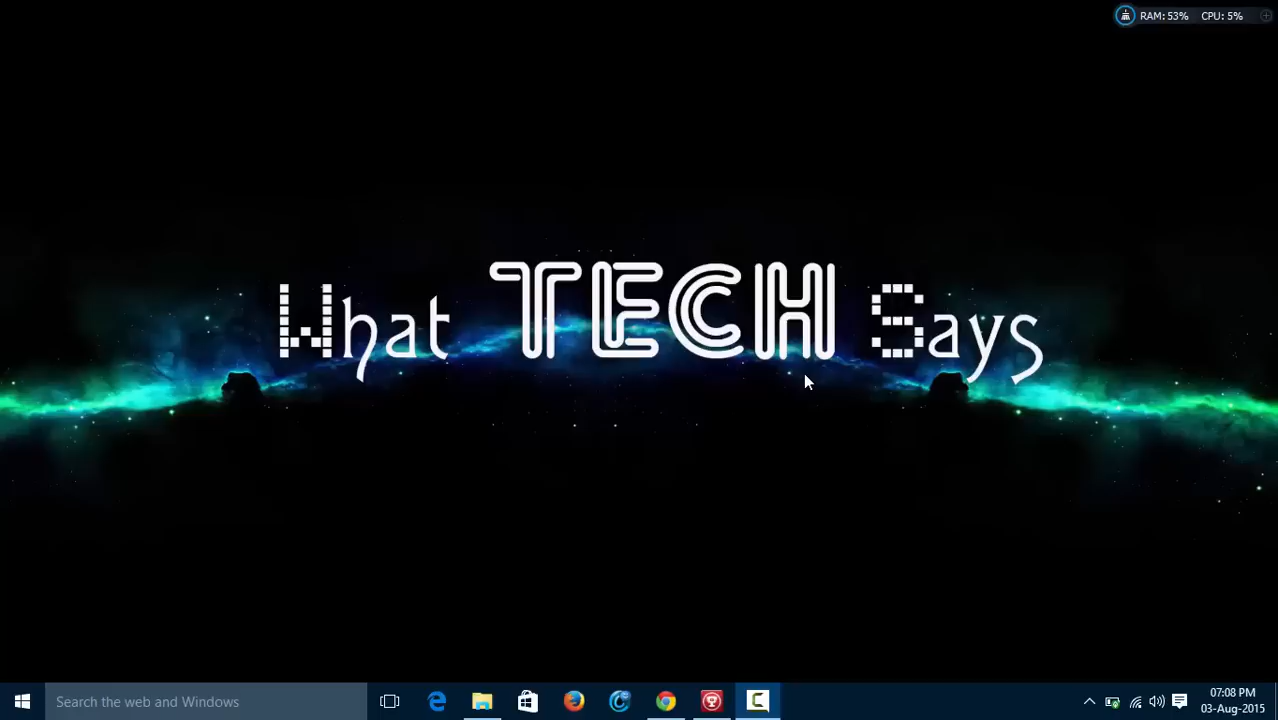 RAM: 53% CPU: 5%
What TECH Says
Search the web and Windows
07:08 PM
03-Aug-2015